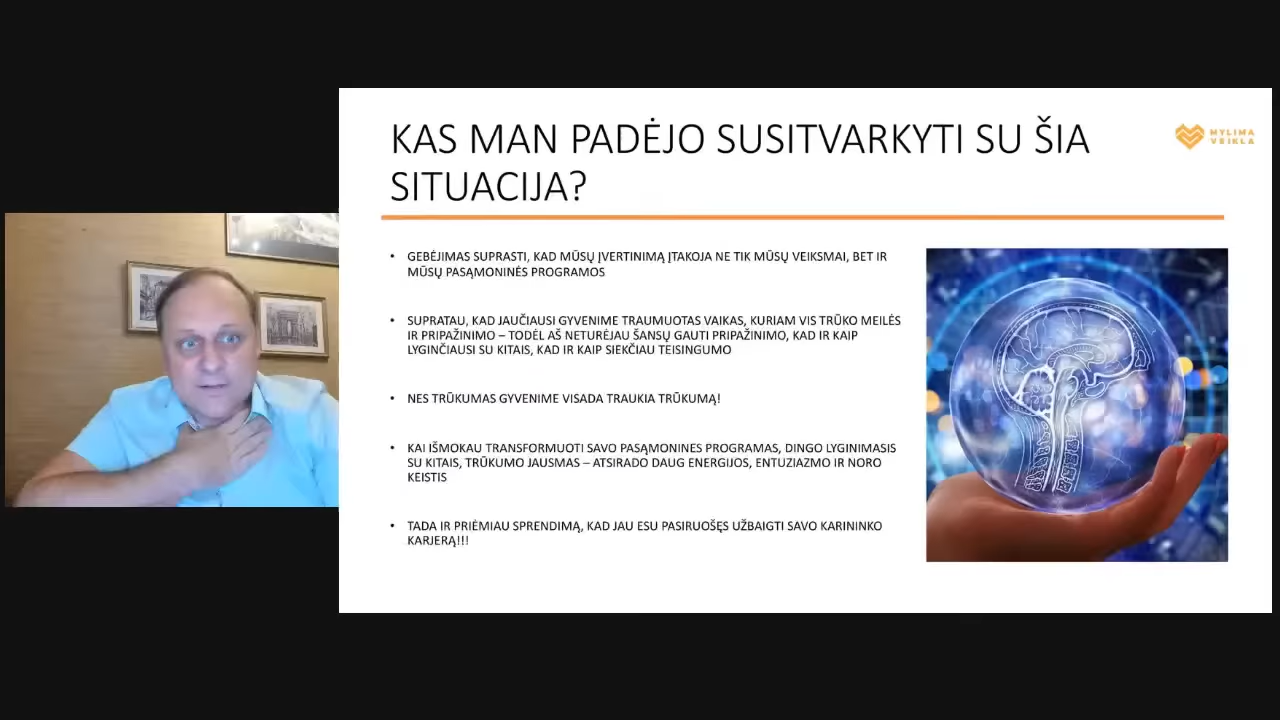 KAS MAN PADĖJO SUSITVARKYTI SU ŠIA
SITUACIJA?
MYLIMA
VEIKLA
• GEBĖJIMAS SUPRASTI, KAD MŪSŲ ĮVERTINIMĄ ĮTAKOJA NE TIK MŪSŲ VEIKSMAI, BET IR
MŪSŲ PASĄMONINĖS PROGRAMOS
• SUPRATAU, KAD JAUČIAUSI GYVENIME TRAUMUOTAS VAIKAS, KURIAM VIS TRŪKO MEILĖS
IR PRIPAŽINIMO – TODĖL AŠ NETURĖJAU ŠANSŲ GAUTI PRIPAŽINIMO, KAD IR KAIP
LYGINČIAUSI SU KITAIS, KAD IR KAIP SIEKČIAU TEISINGUMO
• NES TRŪKUMAS GYVENIME VISADA TRAUKIA TRŪKUMĄ!
• KAI IŠMOKAU TRANSFORMUOTI SAVO PASĄMONINES PROGRAMAS, DINGO LYGINIMASIS
SU KITAIS, TRŪKUMO JAUSMAS – ATSIRADO DAUG ENERGIJOS, ENTUZIAZMO IR NORO
KEISTIS
• TADA IR PRIĖMIAU SPRENDIMĄ, KAD JAU ESU PASIRUOŠĘS UŽBAIGTI SAVO KARININKO
KARJERĄ!!!